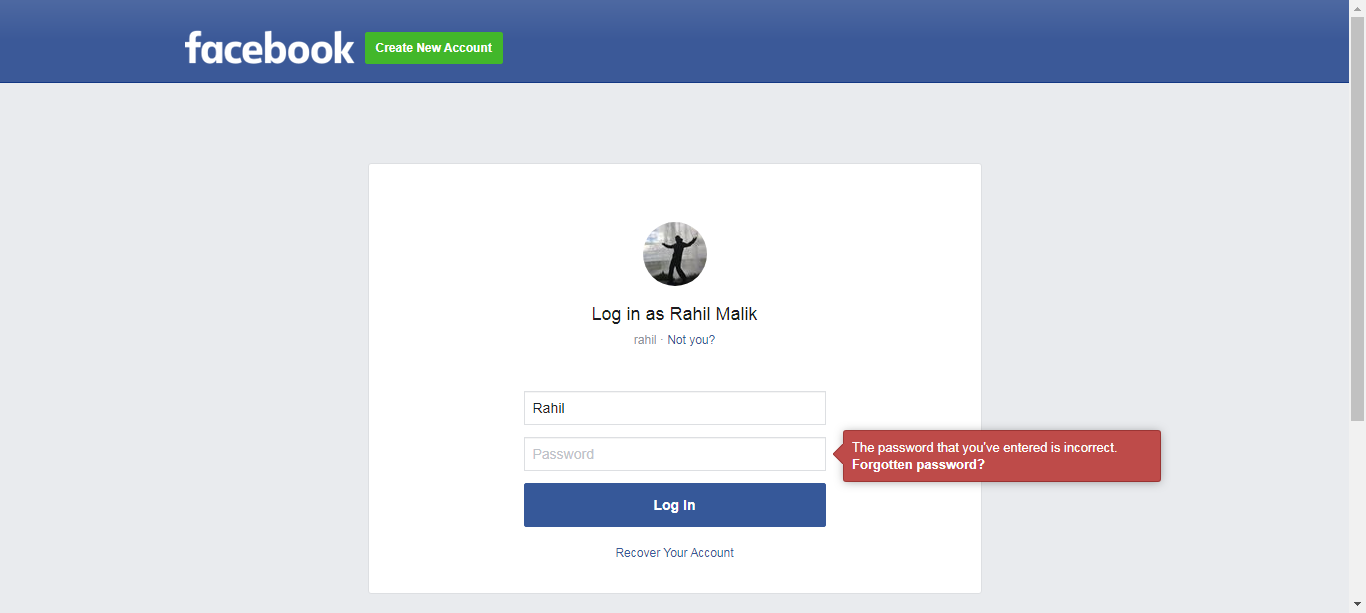 facebook
Create New Account
Log in as Rahil Malik
rahil · Not you?
Rahil
Password
The password that you've entered is incorrect.
Forgotten password?
Log In
Recover Your Account